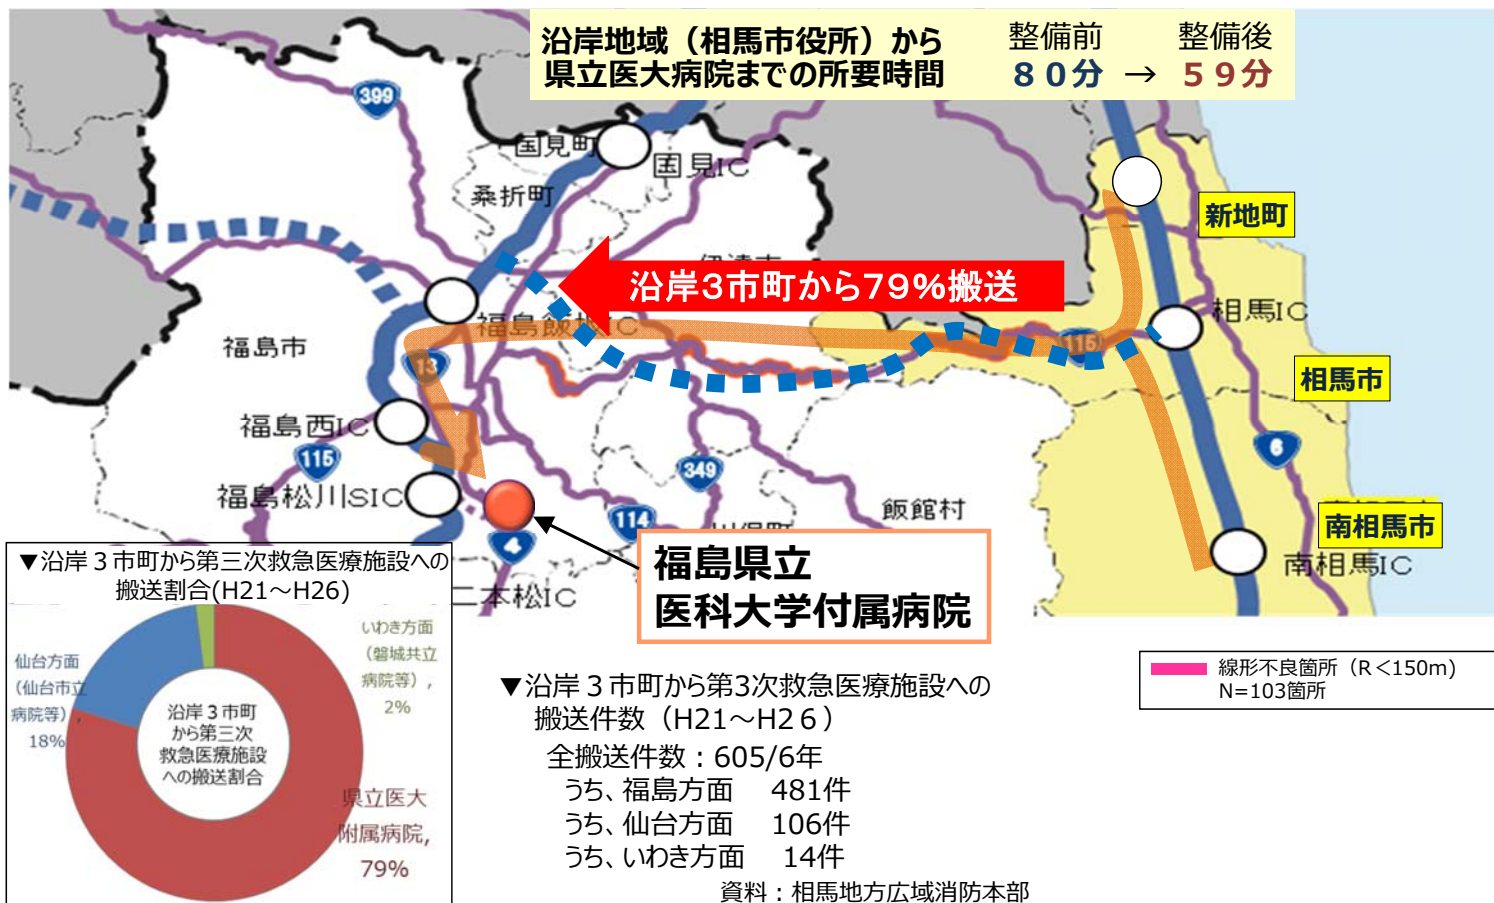 沿岸地域（相馬市役所）から
県立医大病院までの所要時間
整備前 整備後
８０分 → ５９分
399
国見町
国見IC
桑折町
新地町
沿岸３市町から79％搬送
相馬IC
福島飯坂IC
福島市
13
115
相馬市
福島西IC
115
6
349
福島松川SIC
飯館村
114
南相馬市
4
南相馬IC
二本松IC
福島県立
医科大学付属病院
▼沿岸３市町から第三次救急医療施設への
搬送割合(H21～H26)
いわき方面
（磐城共立
病院等）,
2%
仙台方面
（仙台市立
病院等）,
18%
沿岸３市町
から第三次
救急医療施設
への搬送割合
県立医大
附属病院,
79%
▼沿岸３市町から第3次救急医療施設への
搬送件数（H21～H2６）
全搬送件数：605/6年
うち、福島方面 481件
うち、仙台方面 106件
うち、いわき方面 14件
資料：相馬地方広域消防本部
線形不良箇所（R＜150m）
N=103箇所